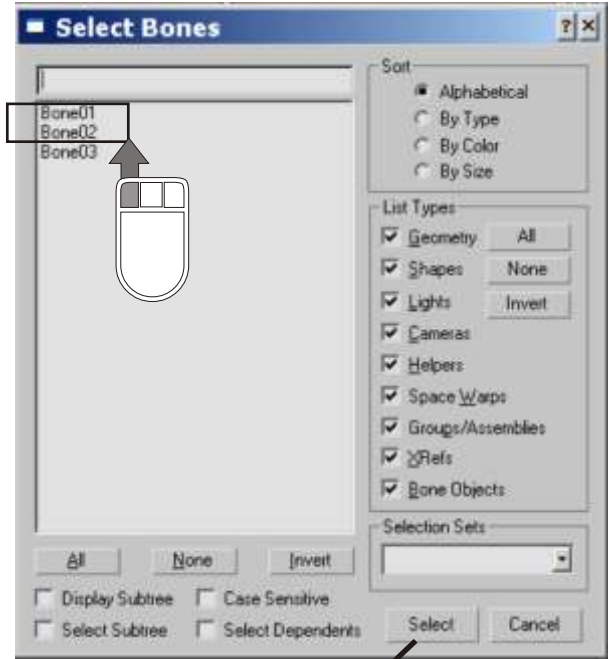 Select Bones
Bone01
Bone02
Bone03
Sort
Alphabetical
By Type
By Color
By Size
List Types
Geometry
All
Shapes
None
Lights
Invert
Cameras
Helpers
Space Warps
Groups/Assemblies
XRefs
Bone Objects
Selection Sets
All
None
Invert
Display Subtree
Case Sensitive
Select Subtree
Select Dependents
Select
Cancel